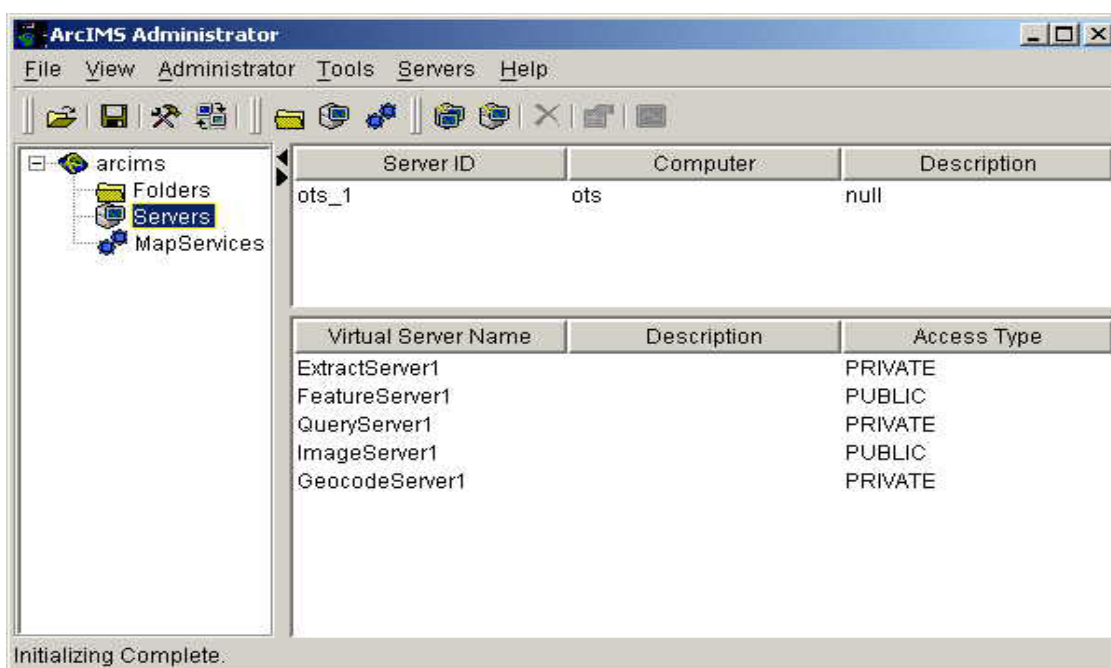 ArcIMS Administrator
File View Administrator Tools Servers Help
arcims
Folders
Servers
MapServices
Server ID Computer Description
ots_1 ots null
Virtual Server Name Description Access Type
ExtractServer1 PRIVATE
FeatureServer1 PUBLIC
QueryServer1 PRIVATE
ImageServer1 PUBLIC
GeocodeServer1 PRIVATE
Initializing Complete.